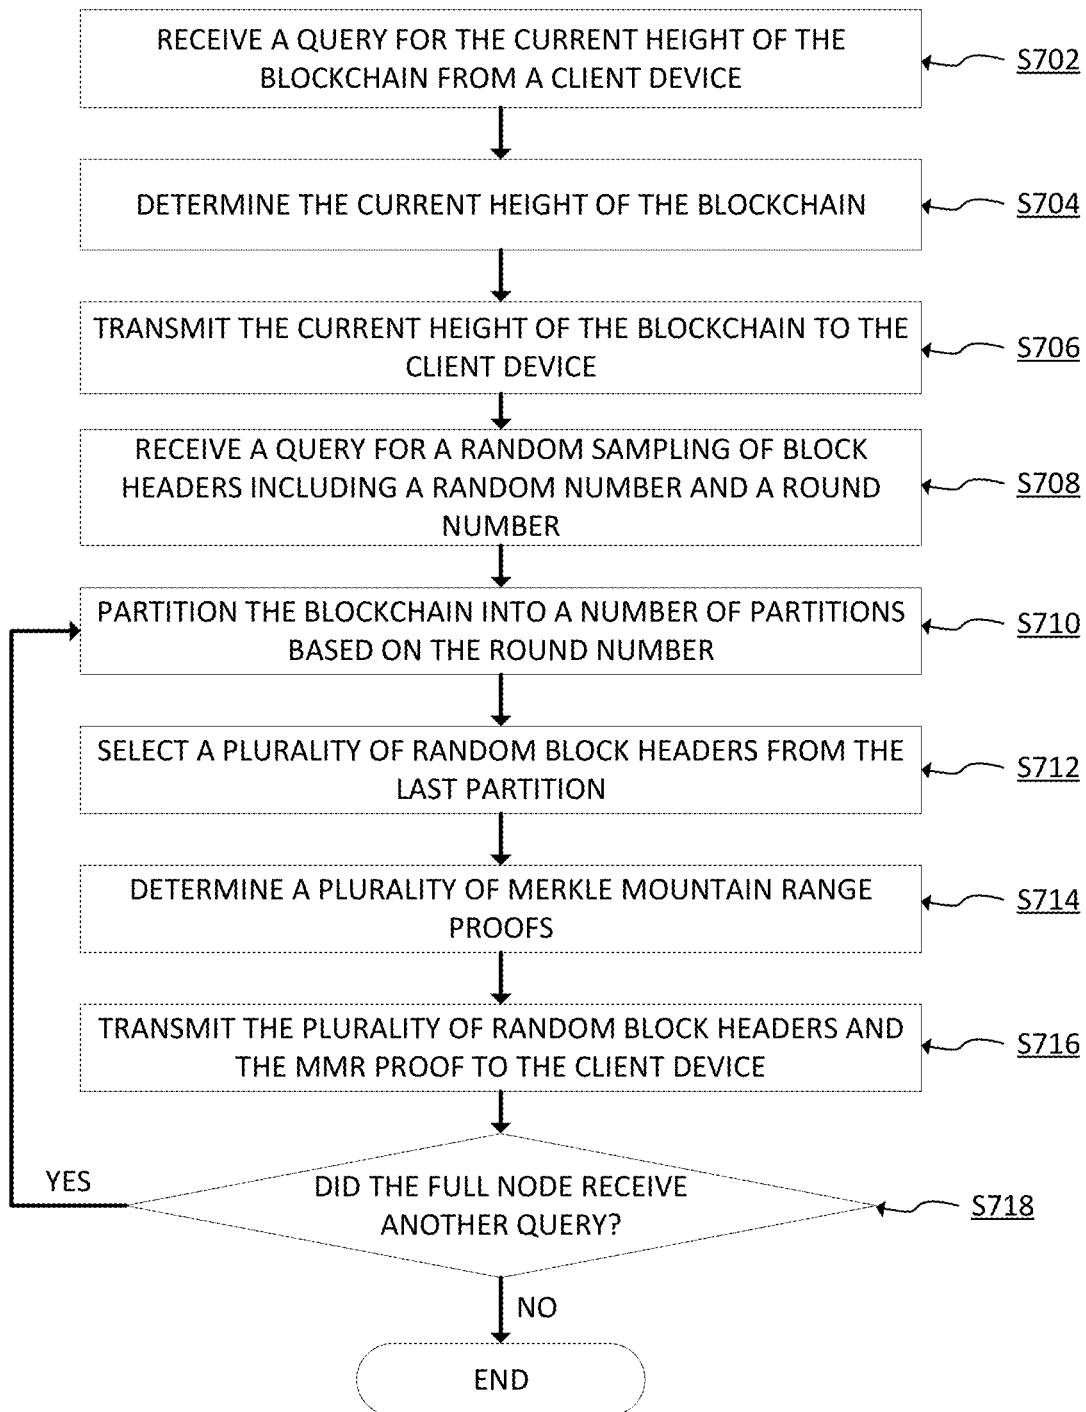 RECEIVE A QUERY FOR THE CURRENT HEIGHT OF THE
BLOCKCHAIN FROM A CLIENT DEVICE
S702
DETERMINE THE CURRENT HEIGHT OF THE BLOCKCHAIN
S704
TRANSMIT THE CURRENT HEIGHT OF THE BLOCKCHAIN TO THE
CLIENT DEVICE
S706
RECEIVE A QUERY FOR A RANDOM SAMPLING OF BLOCK
HEADERS INCLUDING A RANDOM NUMBER AND A ROUND
NUMBER
S708
PARTITION THE BLOCKCHAIN INTO A NUMBER OF PARTITIONS
BASED ON THE ROUND NUMBER
S710
SELECT A PLURALITY OF RANDOM BLOCK HEADERS FROM THE
LAST PARTITION
S712
DETERMINE A PLURALITY OF MERKLE MOUNTAIN RANGE
PROOFS
S714
TRANSMIT THE PLURALITY OF RANDOM BLOCK HEADERS AND
THE MMR PROOF TO THE CLIENT DEVICE
S716
YES
DID THE FULL NODE RECEIVE
ANOTHER QUERY?
S718
NO
END